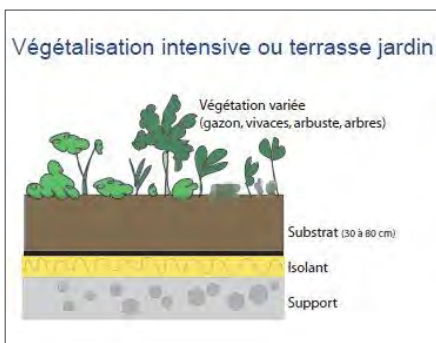 Végétalisation intensive ou terrasse jardin
Végétation variée
(gazon, vivaces, arbuste, arbres)
Substrat (30 à 80 cm)
Isolant
Support